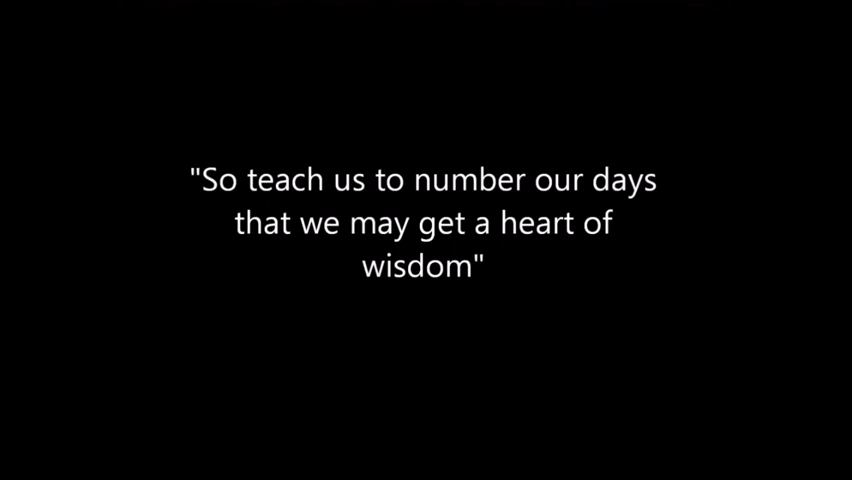 "So teach us to number our days
that we may get a heart of
wisdom"